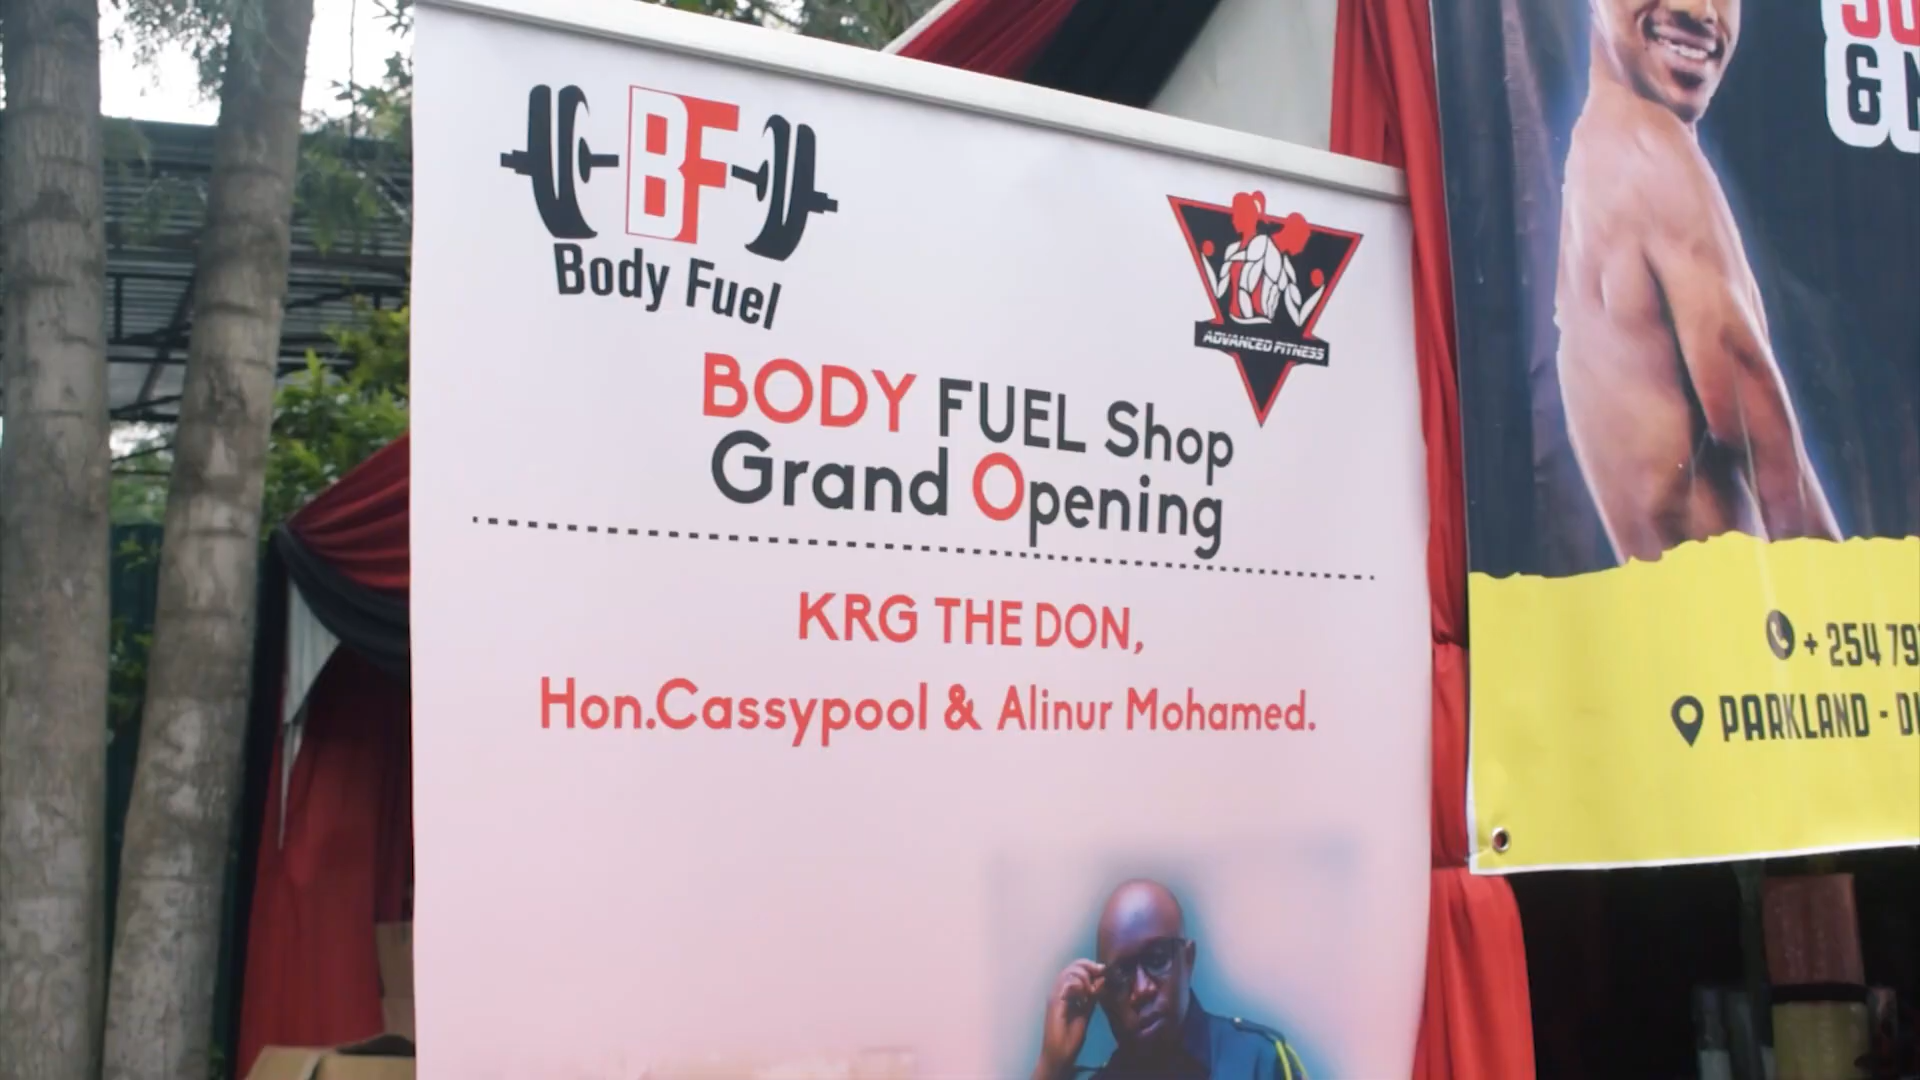 BF
Body Fuel
ADVANCED FITNESS
BODY FUEL Shop
Grand Opening
KRG THE DON,
Hon.Cassypool & Alinur Mohamed.
&
+ 254 79
PARKLAND -